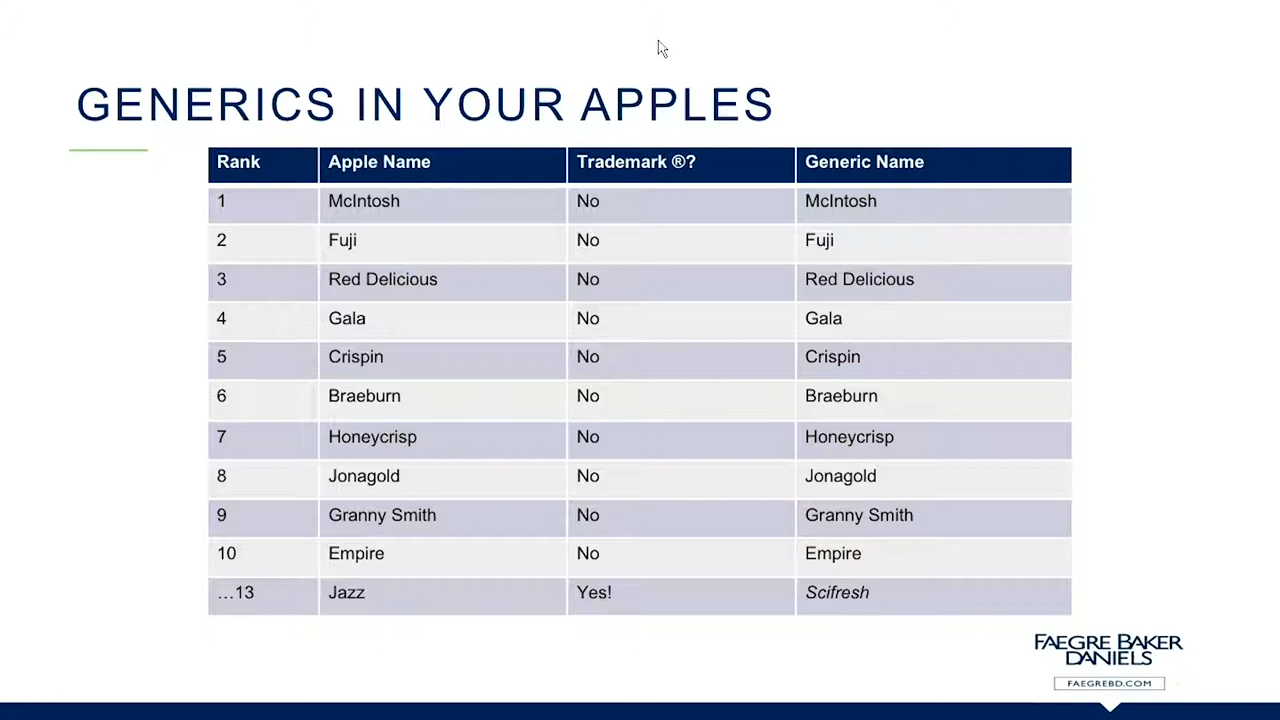 GENERICS IN YOUR APPLES
Rank Apple Name Trademark ®? Generic Name
1 McIntosh No McIntosh
2 Fuji No Fuji
3 Red Delicious No Red Delicious
4 Gala No Gala
5 Crispin No Crispin
6 Braeburn No Braeburn
7 Honeycrisp No Honeycrisp
8 Jonagold No Jonagold
9 Granny Smith No Granny Smith
10 Empire No Empire
…13 Jazz Yes! Scifresh
FAEGRE BAKER
DANIELS
FAEGREBD.COM